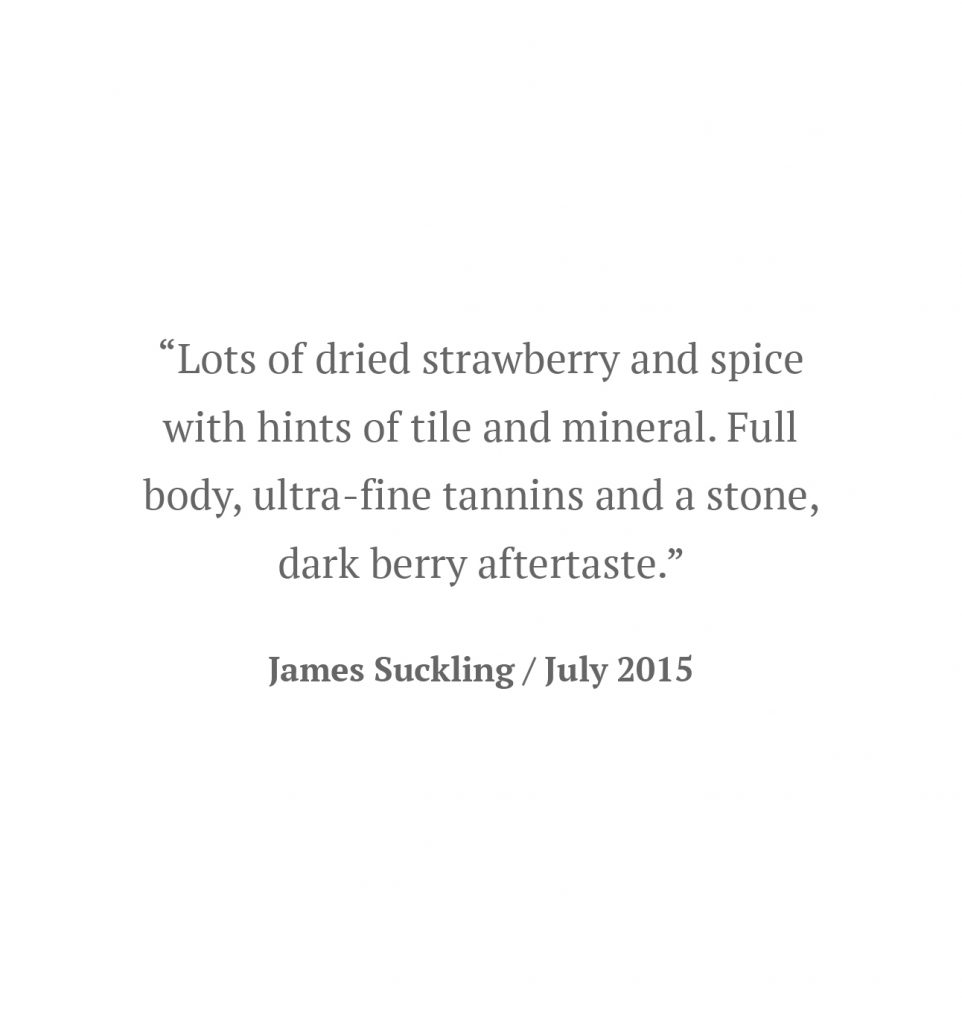 “Lots of dried strawberry and spice
with hints of tile and mineral. Full
body, ultra-fine tannins and a stone,
dark berry aftertaste.”
James Suckling / July 2015